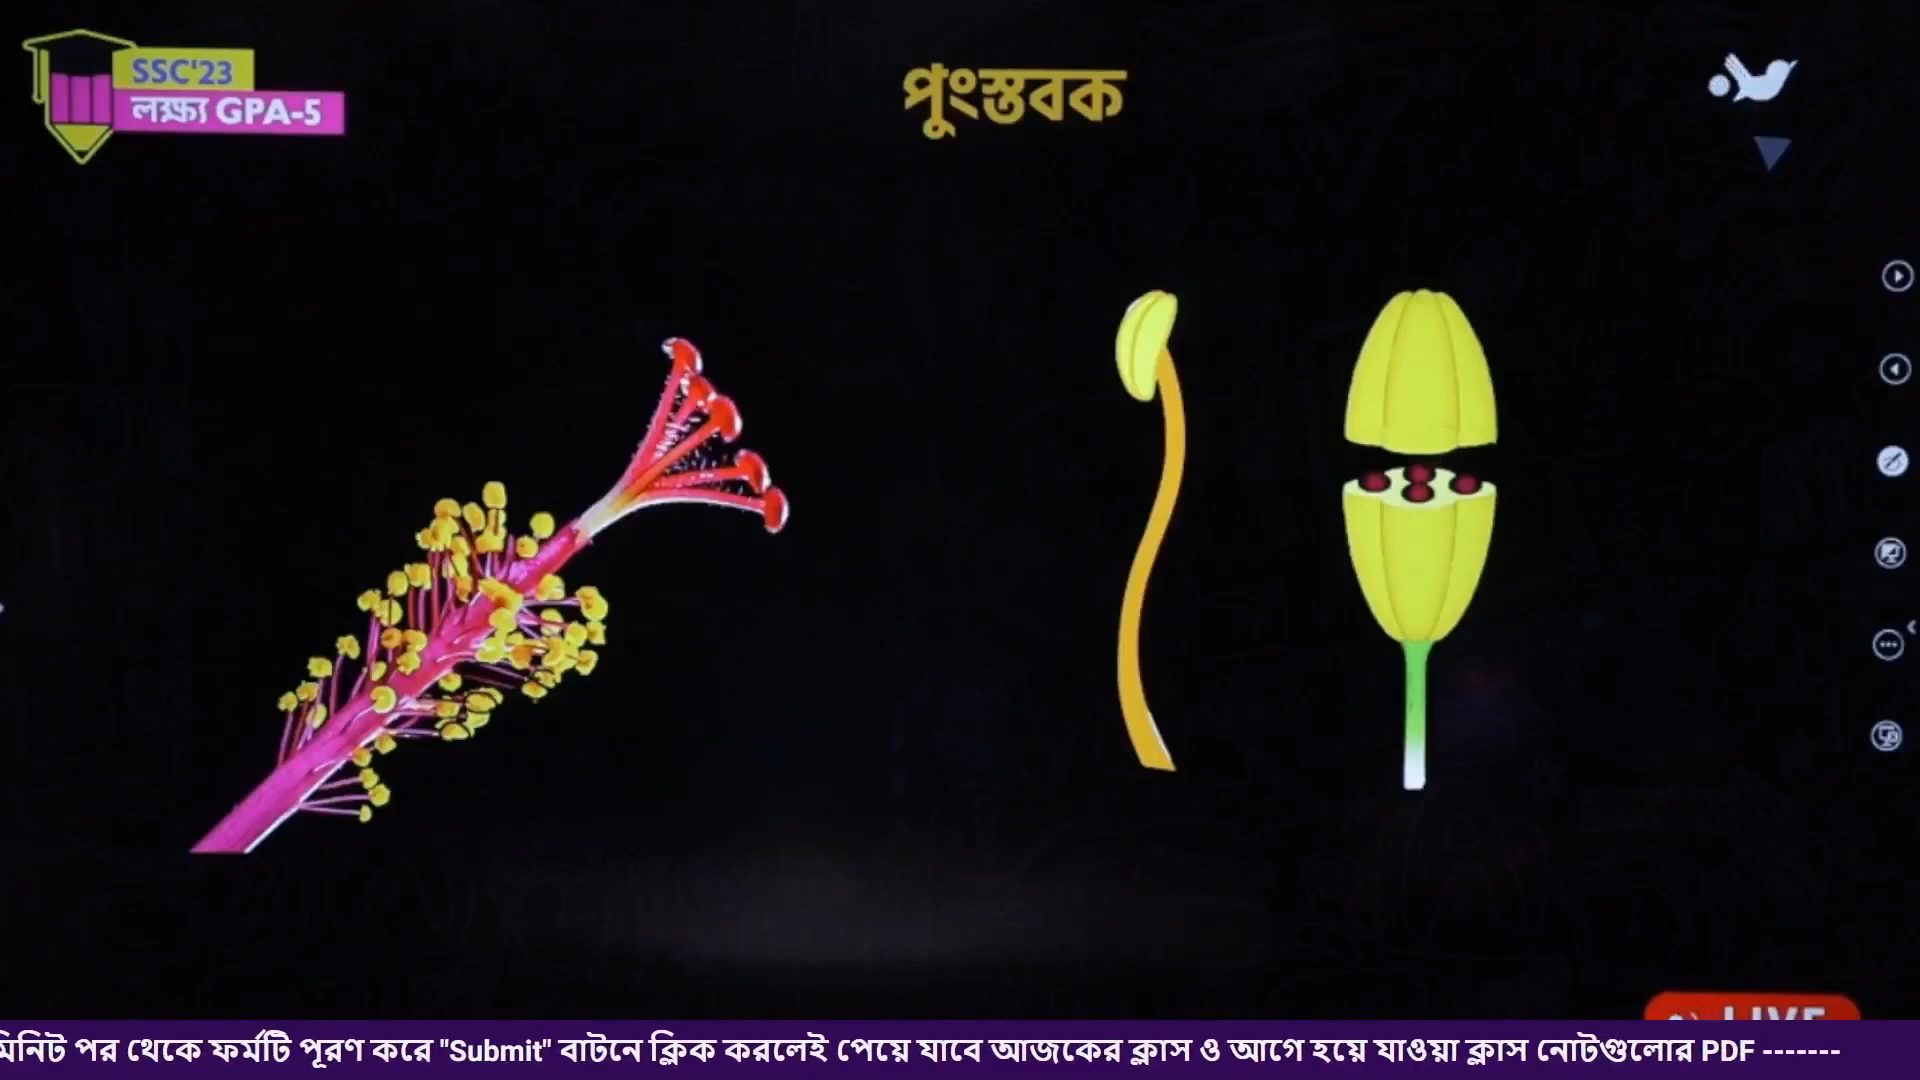 SSC'23
লক্ষ্য GPA-5
পুংস্তবক
LIVE
মিনিট পর থেকে ফর্মটি পূরণ করে "Submit" বাটনে ক্লিক করলেই পেয়ে যাবে আজকের ক্লাস ও আগে হয়ে যাওয়া ক্লাস নোটগুলোর PDF -------